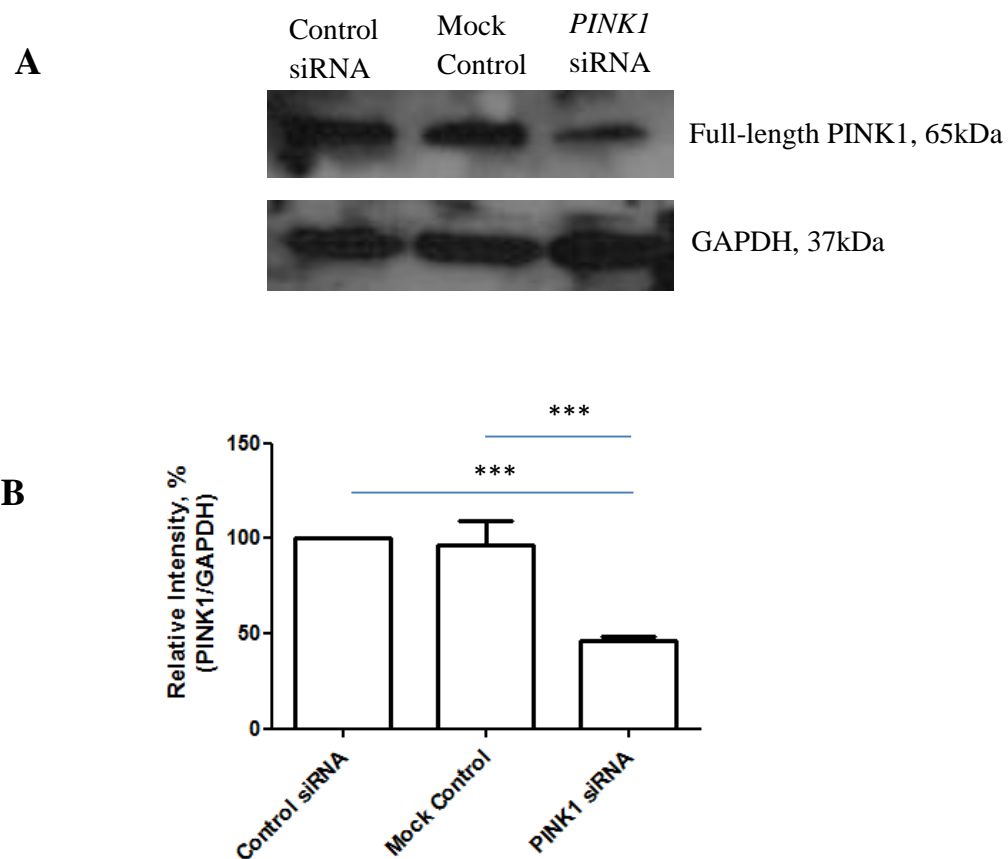 A
Control
siRNA
Mock
Control
PINK1
siRNA
Full-length PINK1, 65kDa
GAPDH, 37kDa
B
Relative Intensity, %
(PINK1/GAPDH)
150
100
50
0
***
***
Control siRNA
Mock Control
PINK1 siRNA